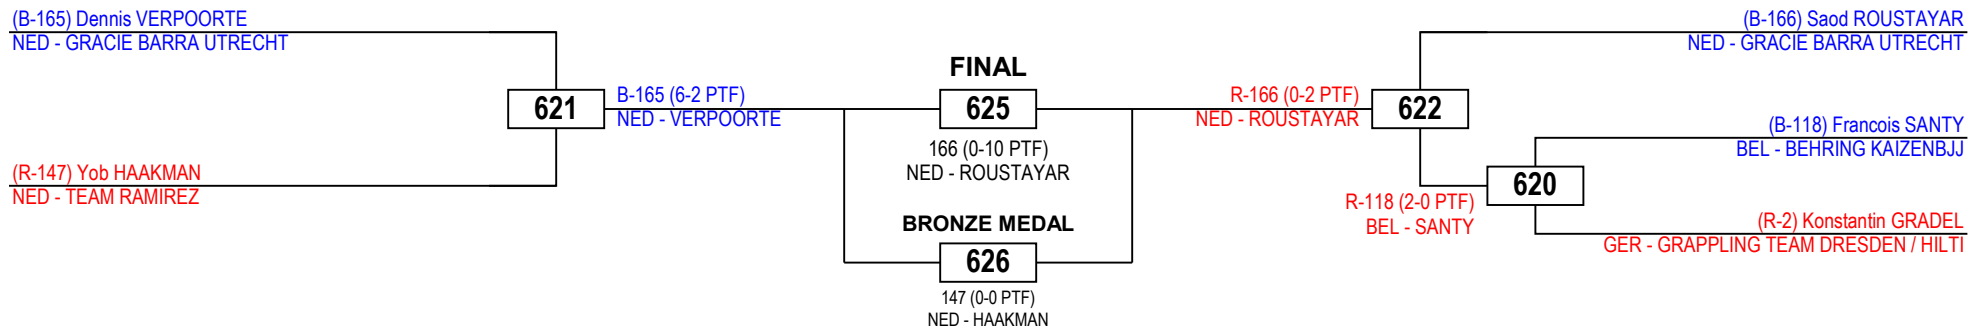 (B-165) Dennis VERPOORTE
NED - GRACIE BARRA UTRECHT
(R-147) Yob HAAKMAN
NED - TEAM RAMIREZ
621
B-165 (6-2 PTF)
NED - VERPOORTE
FINAL
625
166 (0-10 PTF)
NED - ROUSTAYAR
BRONZE MEDAL
626
147 (0-0 PTF)
NED - HAAKMAN
R-166 (0-2 PTF)
NED - ROUSTAYAR
622
(B-166) Saod ROUSTAYAR
NED - GRACIE BARRA UTRECHT
(B-118) Francois SANTY
BEL - BEHRING KAIZENBJJ
620
R-118 (2-0 PTF)
BEL - SANTY
(R-2) Konstantin GRADEL
GER - GRAPPLING TEAM DRESDEN / HILTI